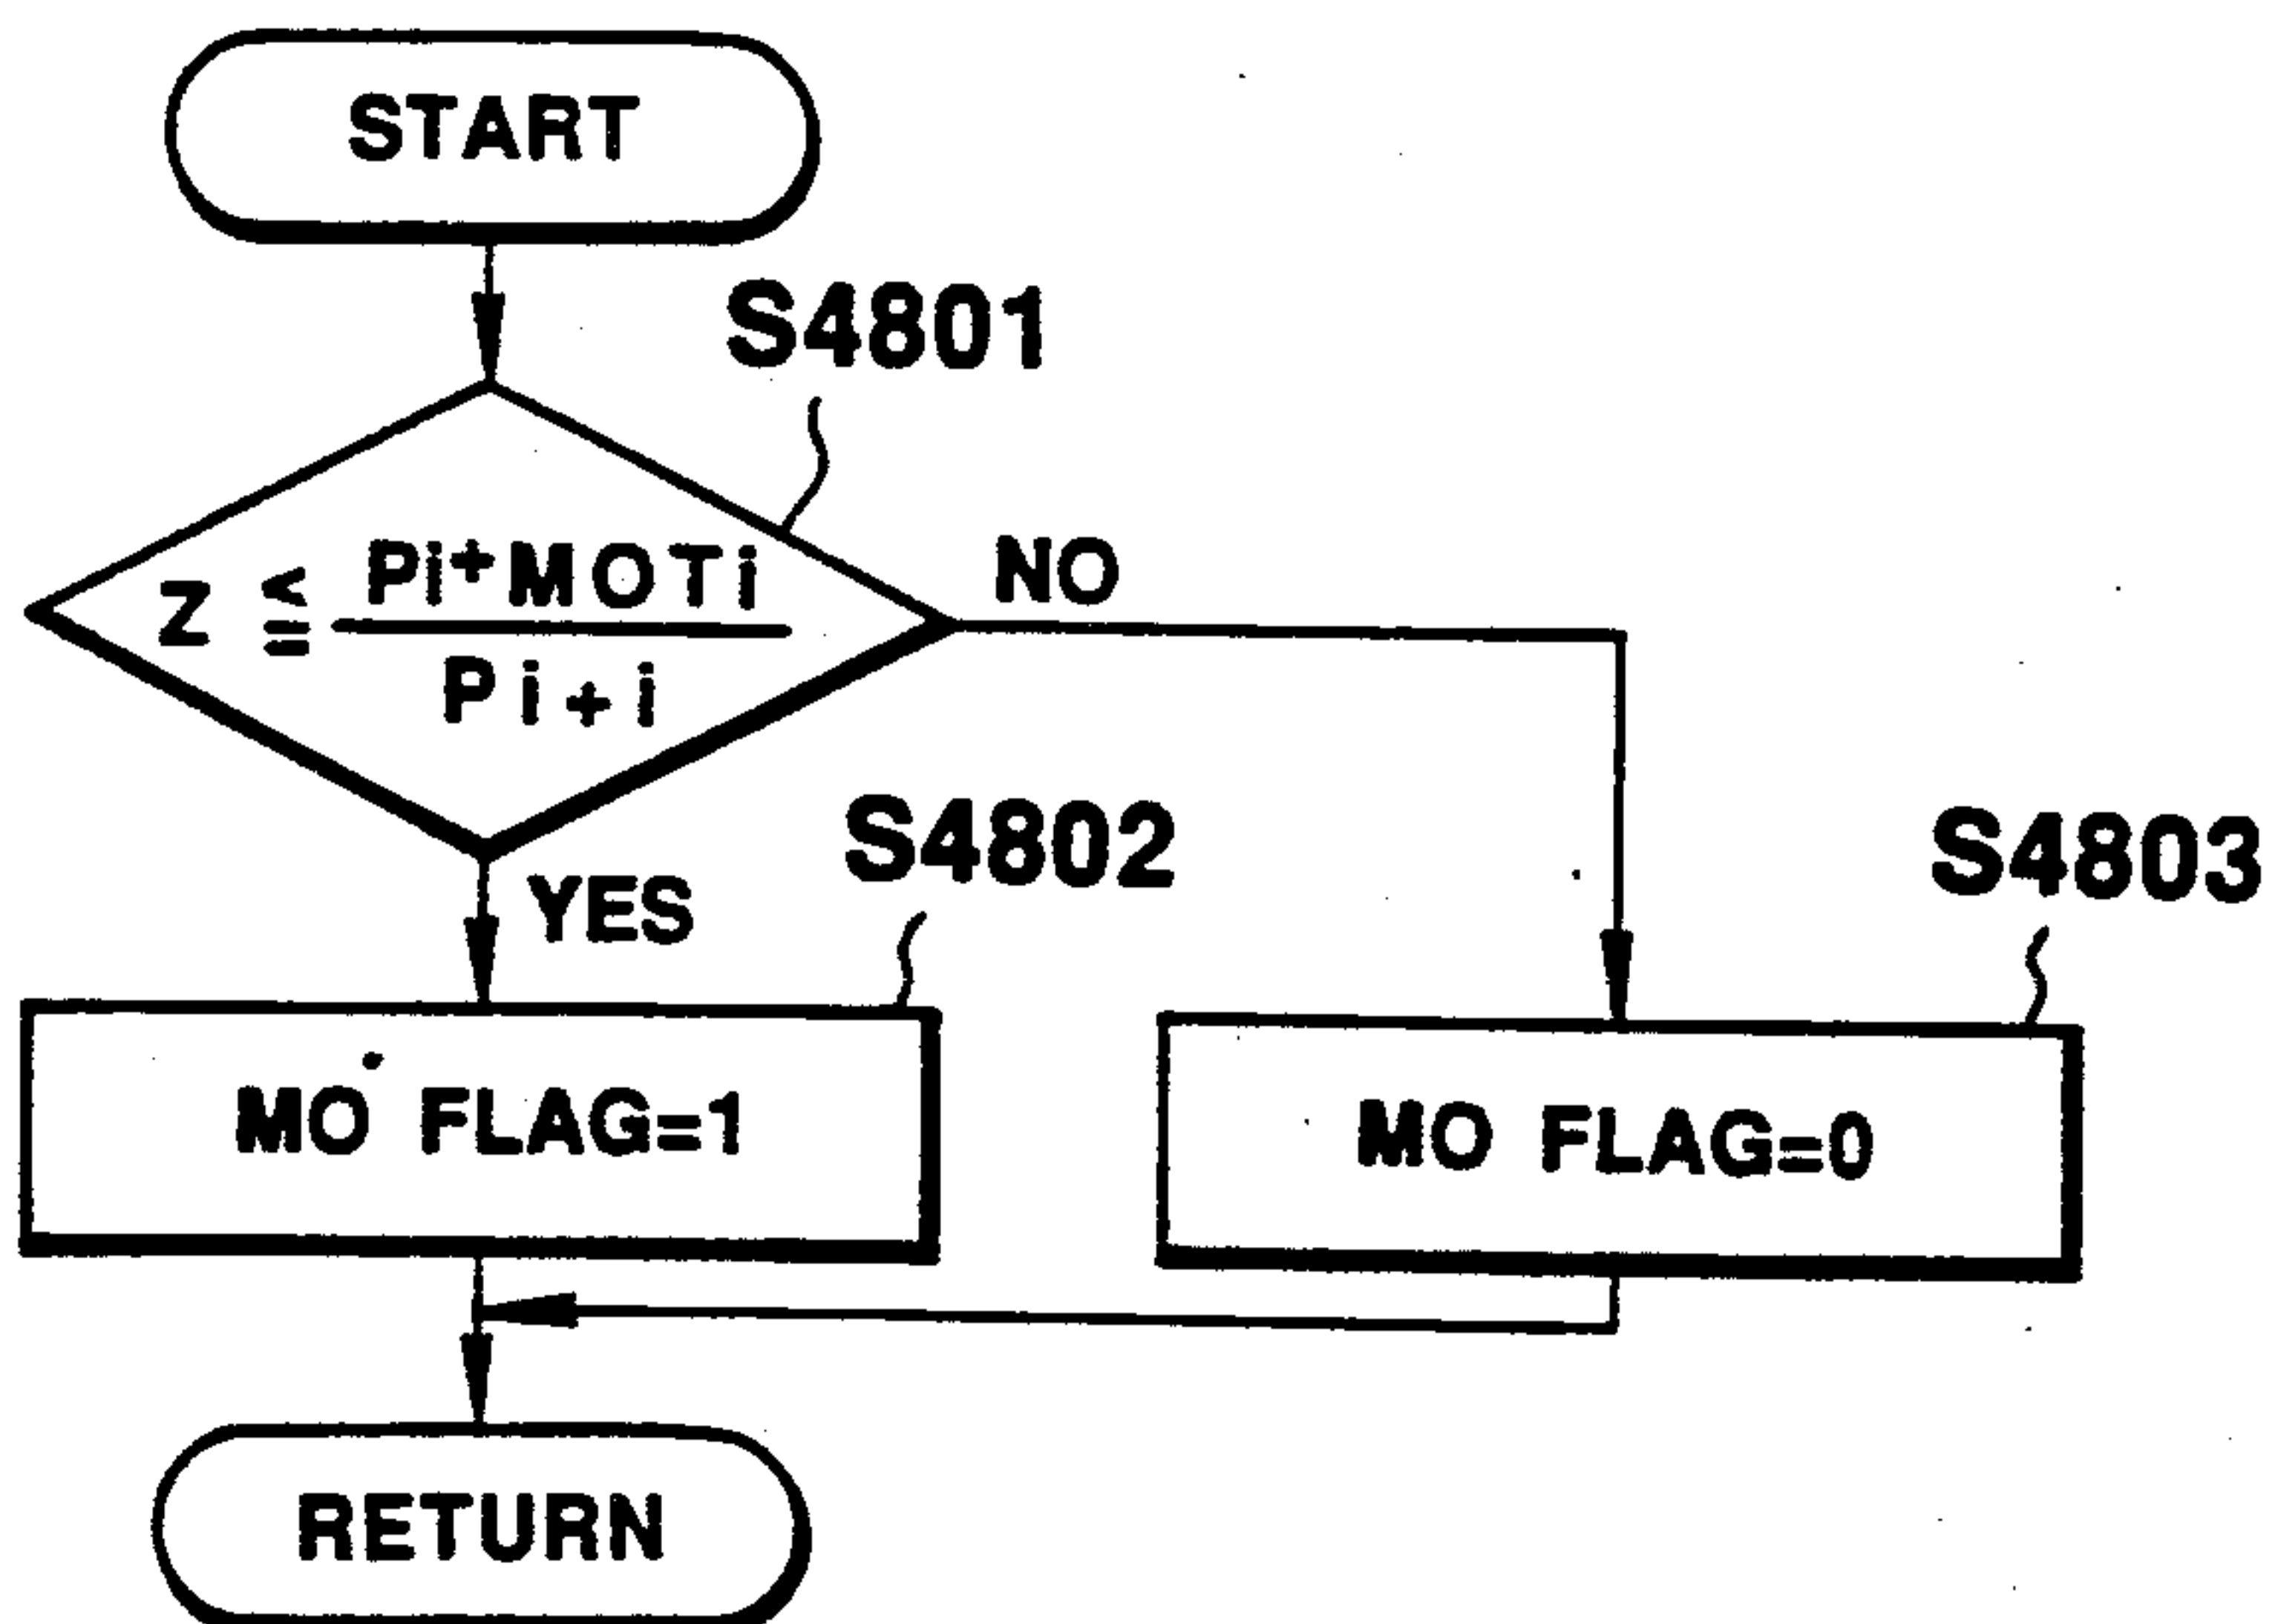 START
S4801
Z ≦ Pi+MOTi
Pi+i
NO
YES
S4802
S4803
MO FLAG=1
MO FLAG=0
RETURN